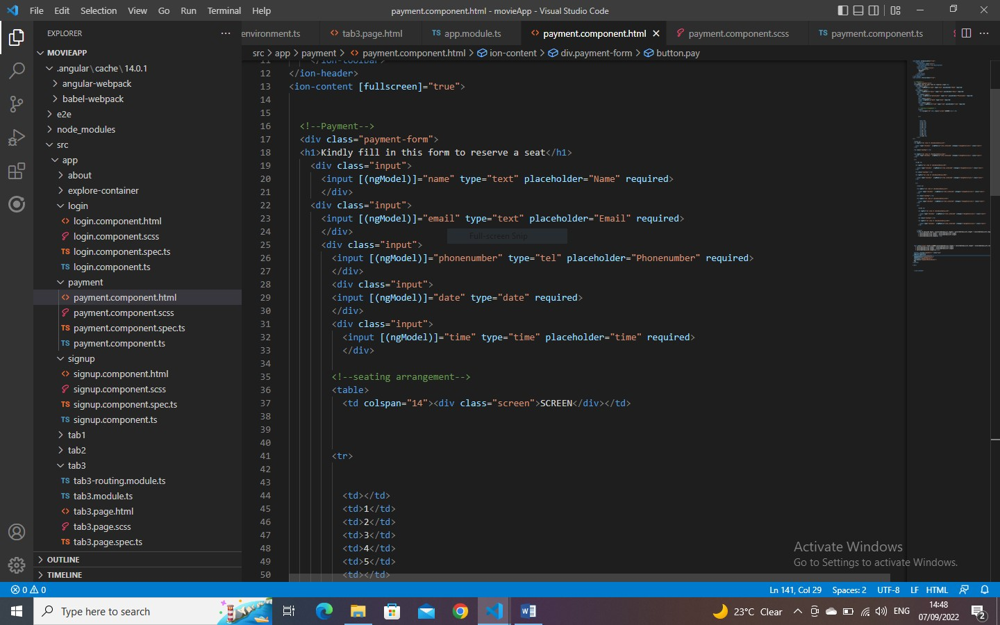 File Edit Selection View Go Run Terminal Help payment.component.html - movieApp - Visual Studio Code
EXPLORER
environment.ts tab3.page.html app.module.ts payment.component.html payment.component.scss payment.component.ts
src > app > payment > payment.component.html > ion-content > div.payment-form > button.pay
MOVIEAPP
.angular\cache\14.0.1
angular-webpack
babel-webpack
e2e
node_modules
src
app
about
explore-container
login
login.component.html
login.component.scss
login.component.spec.ts
login.component.ts
payment
payment.component.html
payment.component.scss
payment.component.spec.ts
payment.component.ts
signup
signup.component.html
signup.component.scss
signup.component.spec.ts
signup.component.ts
tab1
tab2
tab3
tab3-routing.module.ts
tab3.module.ts
tab3.page.html
tab3.page.scss
tab3.page.spec.ts
OUTLINE
TIMELINE
11 </ion-toolbar>
12 </ion-header>
13 <ion-content [fullscreen]="true">
14
15
16 <!--Payment-->
17 <div class="payment-form">
18 <h1>Kindly fill in this form to reserve a seat</h1>
19 <div class="input">
20 <input [(ngModel)]="name" type="text" placeholder="Name" required>
21 </div>
22 <div class="input">
23 <input [(ngModel)]="email" type="text" placeholder="Email" required>
24 </div>
Full-screen Snip
25 <div class="input">
26 <input [(ngModel)]="phonenumber" type="tel" placeholder="Phonenumber" required>
27 </div>
28 <div class="input">
29 <input [(ngModel)]="date" type="date" required>
30 </div>
31 <div class="input">
32 <input [(ngModel)]="time" type="time" placeholder="time" required>
33 </div>
34
35 <!--seating arrangement-->
36 <table>
37 <td colspan="14"><div class="screen">SCREEN</div></td>
38
39
40
41 <tr>
42
43
44 <td></td>
45 <td>1</td>
46 <td>2</td>
47 <td>3</td>
48 <td>4</td>
49 <td>5</td>
50 <td></td>
Activate Windows
Go to Settings to activate Windows.
0 0 Ln 141, Col 29 Spaces: 2 UTF-8 LF HTML
Type here to search 23°C Clear ENG 14:48
07/09/2022 2